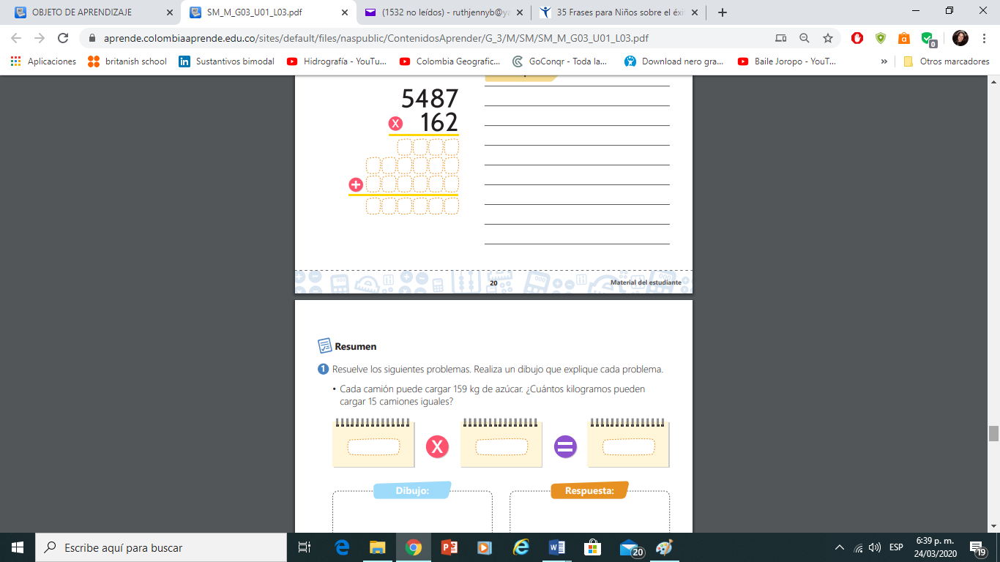 OBJETO DE APRENDIZAJE
SM_M_G03_U01_L03.pdf
(1532 no leídos) - ruthjennyb@ya
35 Frases para Niños sobre el éxi
aprende.colombiaaprende.edu.co/sites/default/files/naspublic/ContenidosAprender/G_3/M/SM/SM_M_G03_U01_L03.pdf
0
Aplicaciones
britanish school
Sustantivos bimodal
Hidrografía - YouTu...
Colombia Geografic...
GoConqr - Toda la...
Download nero gra...
Baile Joropo - YouT...
»
Otros marcadores
5487
x 162
+
20
Material del estudiante
Resumen
1 Resuelve los siguientes problemas. Realiza un dibujo que explique cada problema.
• Cada camión puede cargar 159 kg de azúcar. ¿Cuántos kilogramos pueden
cargar 15 camiones iguales?
x =
Dibujo:
Respuesta:
Escribe aquí para buscar
20
ESP
6:39 p. m.
24/03/2020
19